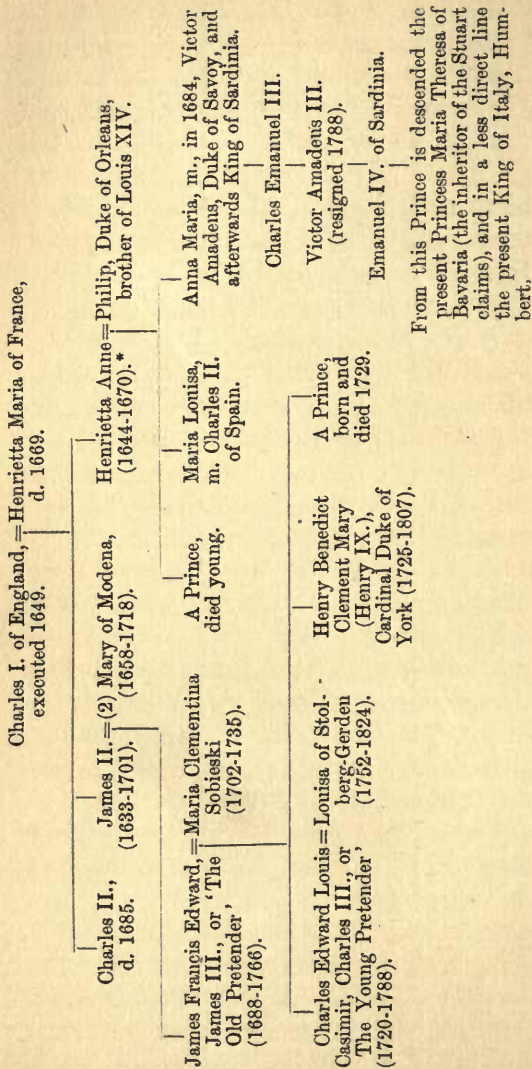 Charles I. of England, = Henrietta Maria of France,
executed 1649. d. 1669.
Charles II.,
d. 1685.
James II. = (2) Mary of Modena,
(1633-1701). (1658-1718).
Henrietta Anne = Philip, Duke of Orleans,
(1644-1670).* brother of Louis XIV.
James Francis Edward, = Maria Clementina
James III., or 'The Sobieski
Old Pretender' (1702-1735).
(1688-1766).
A Prince,
died young.
Maria Louisa,
m. Charles II.
of Spain.
Anna Maria, m., in 1684, Victor
Amadeus, Duke of Savoy, and
afterwards King of Sardinia.
Charles Edward Louis = Louisa of Stol-
Casimir, Charles III., or berg-Gerden
The Young Pretender' (1752-1824).
(1720-1788).
Henry Benedict
Clement Mary
(Henry IX.),
Cardinal Duke of
York (1725-1807).
A Prince,
born and
died 1729.
Charles Emanuel III.
Victor Amadeus III.
(resigned 1788).
Emanuel IV. of Sardinia.
From this Prince is descended the
present Princess Maria Theresa of
Bavaria (the inheritor of the Stuart
claims), and in a less direct line
the present King of Italy, Hum-
bert.